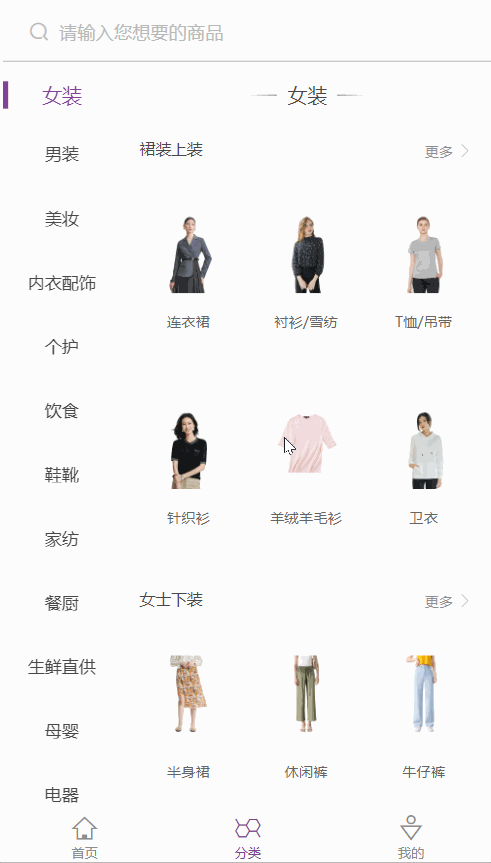 请输入您想要的商品
女装
男装
美妆
内衣配饰
个护
饮食
鞋靴
家纺
餐厨
生鲜直供
母婴
电器
女装
裙装上装
更多
连衣裙
衬衫/雪纺
T恤/吊带
针织衫
羊绒羊毛衫
卫衣
女士下装
更多
半身裙
休闲裤
牛仔裤
首页
分类
我的